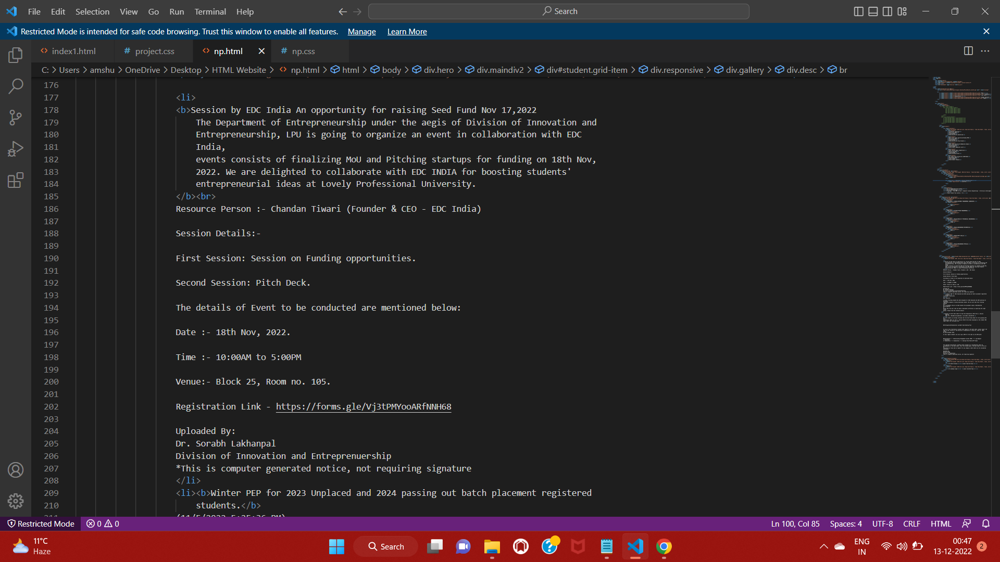 File Edit Selection View Go Run Terminal Help Search
Restricted Mode is intended for safe code browsing. Trust this window to enable all features. Manage Learn More
<> index1.html # project.css <> np.html # np.css
C: > Users > amshu > OneDrive > Desktop > HTML Website > <> np.html > html > body > div.hero > div.maindiv2 > div#student.grid-item > div.responsive > div.gallery > div.desc > br
176
177 <li>
178 <b>Session by EDC India An opportunity for raising Seed Fund Nov 17,2022
179 The Department of Entrepreneurship under the aegis of Division of Innovation and
180 Entrepreneurship, LPU is going to organize an event in collaboration with EDC
181 India,
182 events consists of finalizing MoU and Pitching startups for funding on 18th Nov,
183 2022. We are delighted to collaborate with EDC INDIA for boosting students'
184 entrepreneurial ideas at Lovely Professional University.
185 </b><br>
186 Resource Person :- Chandan Tiwari (Founder & CEO - EDC India)
187
188 Session Details:-
189
190 First Session: Session on Funding opportunities.
191
192 Second Session: Pitch Deck.
193
194 The details of Event to be conducted are mentioned below:
195
196 Date :- 18th Nov, 2022.
197
198 Time :- 10:00AM to 5:00PM
199
200 Venue:- Block 25, Room no. 105.
201
202 Registration Link - https://forms.gle/Vj3tPMYooARfNNH68
203
204 Uploaded By:
205 Dr. Sorabh Lakhanpal
206 Division of Innovation and Entreprenuership
207 *This is computer generated notice, not requiring signature
208 </li>
209 <li><b>Winter PEP for 2023 Unplaced and 2024 passing out batch placement registered
210 students.</b>
Restricted Mode 0 0 Ln 100, Col 85 Spaces: 4 UTF-8 CRLF HTML
11°C
Haze
Search
ENG
IN
00:47
13-12-2022
2